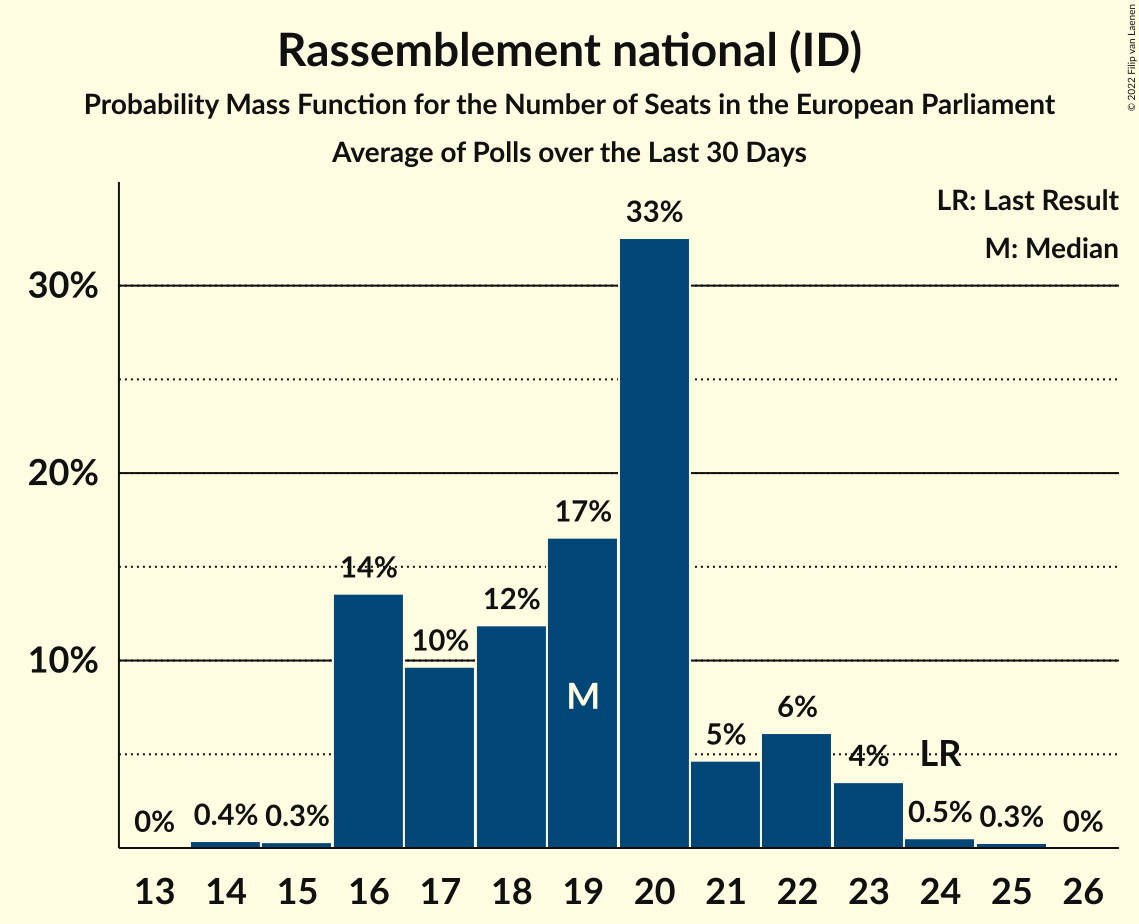 Rassemblement national (ID)
Probability Mass Function for the Number of Seats in the European Parliament
Average of Polls over the Last 30 Days
© 2022 Filip van Laenen
LR: Last Result
M: Median
30%
20%
10%
0%
0.4%
0.3%
14%
10%
12%
17%
33%
5%
6%
4%
0.5%
0.3%
0%
M
LR
13 14 15 16 17 18 19 20 21 22 23 24 25 26